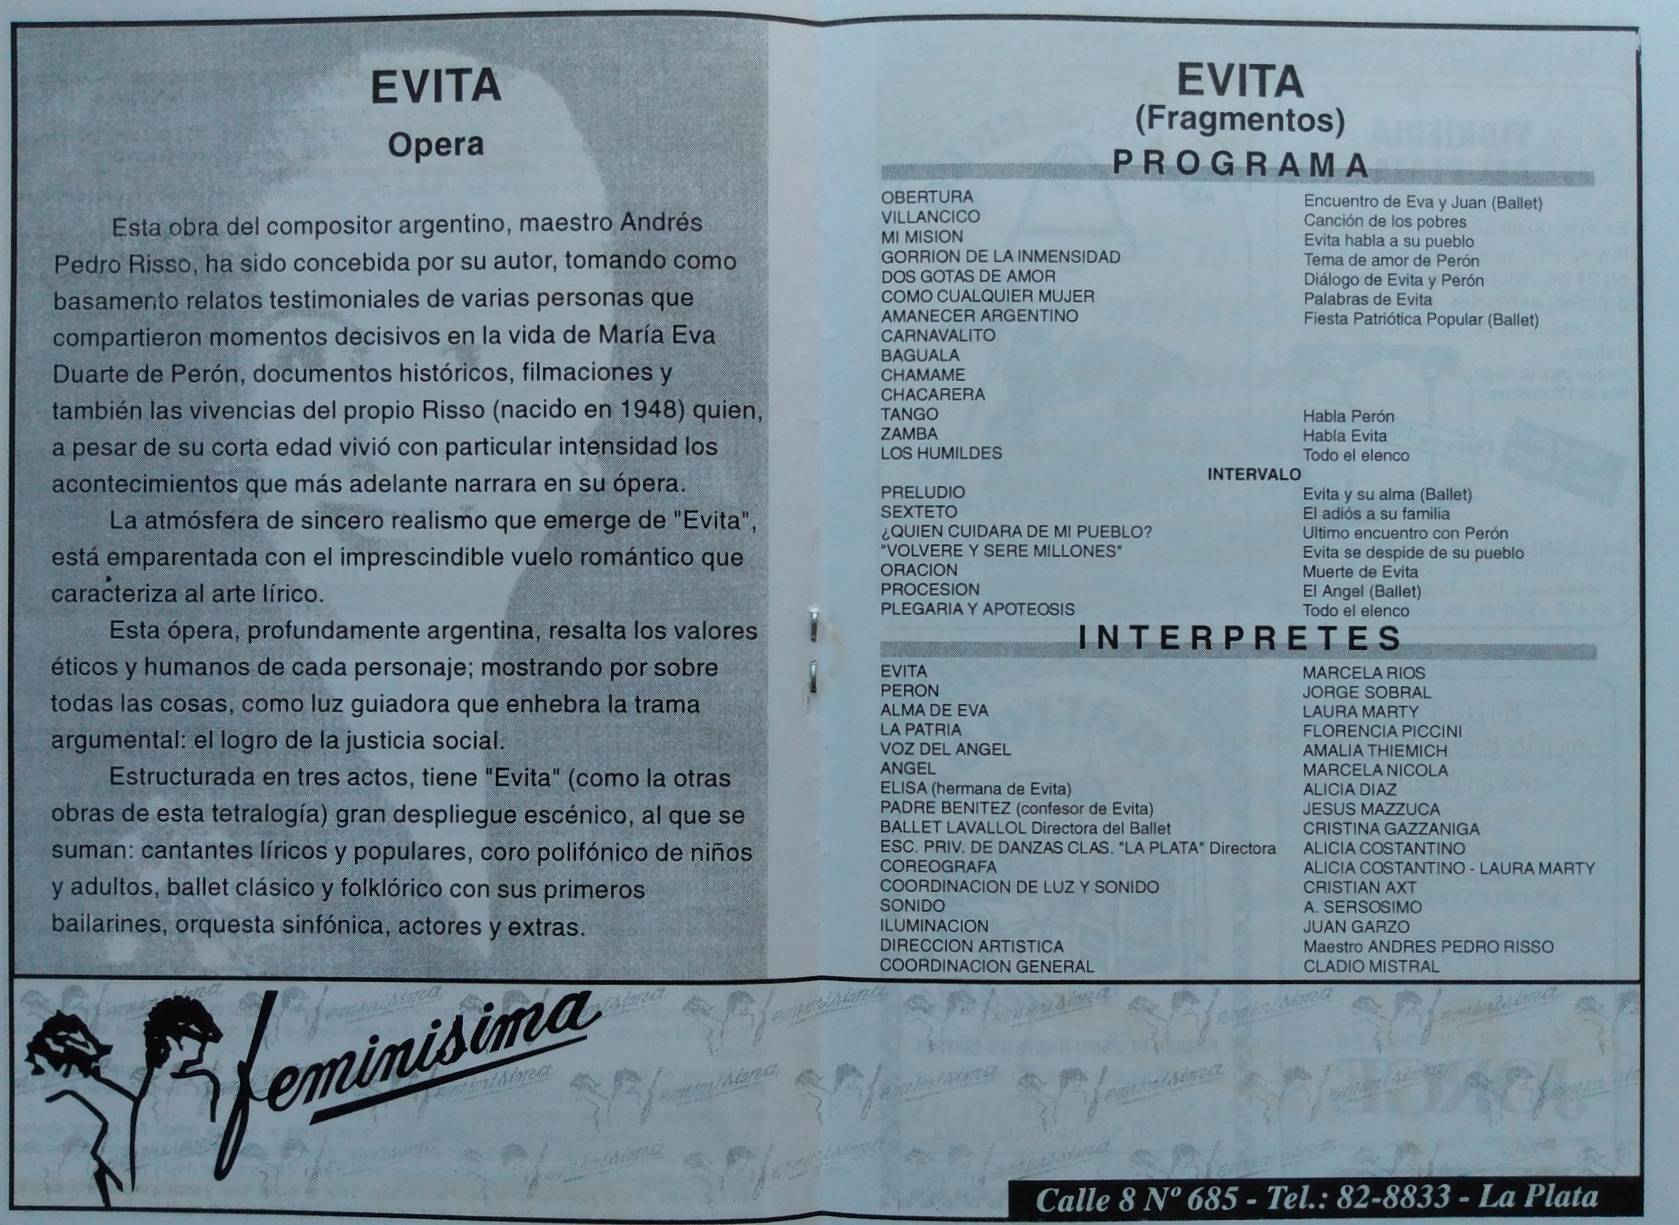 EVITA
Opera
Esta obra del compositor argentino, maestro Andrés
Pedro Risso, ha sido concebida por su autor, tomando como
basamento relatos testimoniales de varias personas que
compartieron momentos decisivos en la vida de María Eva
Duarte de Perón, documentos históricos, filmaciones y
también las vivencias del propio Risso (nacido en 1948) quien,
a pesar de su corta edad vivió con particular intensidad los
acontecimientos que más adelante narrara en su ópera.
La atmósfera de sincero realismo que emerge de "Evita",
está emparentada con el imprescindible vuelo romántico que
caracteriza al arte lírico.
Esta ópera, profundamente argentina, resalta los valores
éticos y humanos de cada personaje; mostrando por sobre
todas las cosas, como luz guiadora que enhebra la trama
argumental: el logro de la justicia social.
Estructurada en tres actos, tiene "Evita" (como la otras
obras de esta tetralogía) gran despliegue escénico, al que se
suman: cantantes líricos y populares, coro polifónico de niños
y adultos, ballet clásico y folklórico con sus primeros
bailarines, orquesta sinfónica, actores y extras.
EVITA
(Fragmentos)
PROGRAMA
OBERTURA Encuentro de Eva y Juan (Ballet)
VILLANCICO Canción de los pobres
MI MISION Evita habla a su pueblo
GORRION DE LA INMENSIDAD Tema de amor de Perón
DOS GOTAS DE AMOR Diálogo de Evita y Perón
COMO CUALQUIER MUJER Palabras de Evita
AMANECER ARGENTINO Fiesta Patriótica Popular (Ballet)
CARNAVALITO
BAGUALA
CHAMAME
CHACARERA
TANGO Habla Perón
ZAMBA Habla Evita
LOS HUMILDES Todo el elenco
INTERVALO
PRELUDIO Evita y su alma (Ballet)
SEXTETO El adiós a su familia
¿QUIEN CUIDARA DE MI PUEBLO? Ultimo encuentro con Perón
"VOLVERE Y SERE MILLONES" Evita se despide de su pueblo
ORACION Muerte de Evita
PROCESION El Angel (Ballet)
PLEGARIA Y APOTEOSIS Todo el elenco
INTERPRETES
EVITA MARCELA RIOS
PERON JORGE SOBRAL
ALMA DE EVA LAURA MARTY
LA PATRIA FLORENCIA PICCINI
VOZ DEL ANGEL AMALIA THIEMICH
ANGEL MARCELA NICOLA
ELISA (hermana de Evita) ALICIA DIAZ
PADRE BENITEZ (confesor de Evita) JESUS MAZZUCA
BALLET LAVALLOL Directora del Ballet CRISTINA GAZZANIGA
ESC. PRIV. DE DANZAS CLAS. "LA PLATA" Directora ALICIA COSTANTINO
COREOGRAFA ALICIA COSTANTINO - LAURA MARTY
COORDINACION DE LUZ Y SONIDO CRISTIAN AXT
SONIDO A. SERSOSIMO
ILUMINACION JUAN GARZO
DIRECCION ARTISTICA Maestro ANDRES PEDRO RISSO
COORDINACION GENERAL CLADIO MISTRAL
feminisima
Calle 8 Nº 685 - Tel.: 82-8833 - La Plata